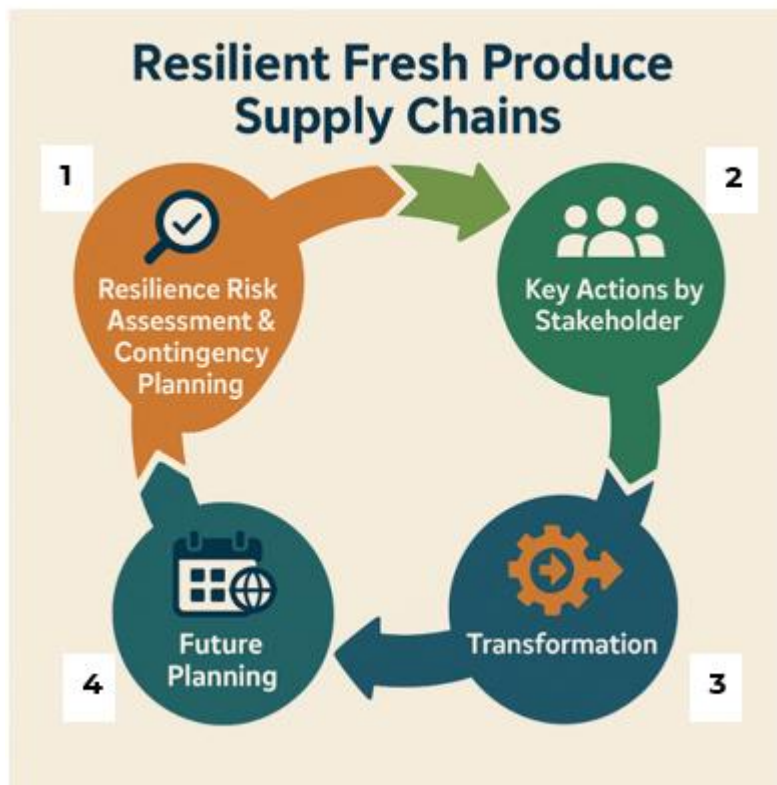 Resilient Fresh Produce
Supply Chains
1
Resilience Risk
Assessment &
Contingency
Planning
2
Key Actions by
Stakeholder
3
Transformation
4
Future
Planning